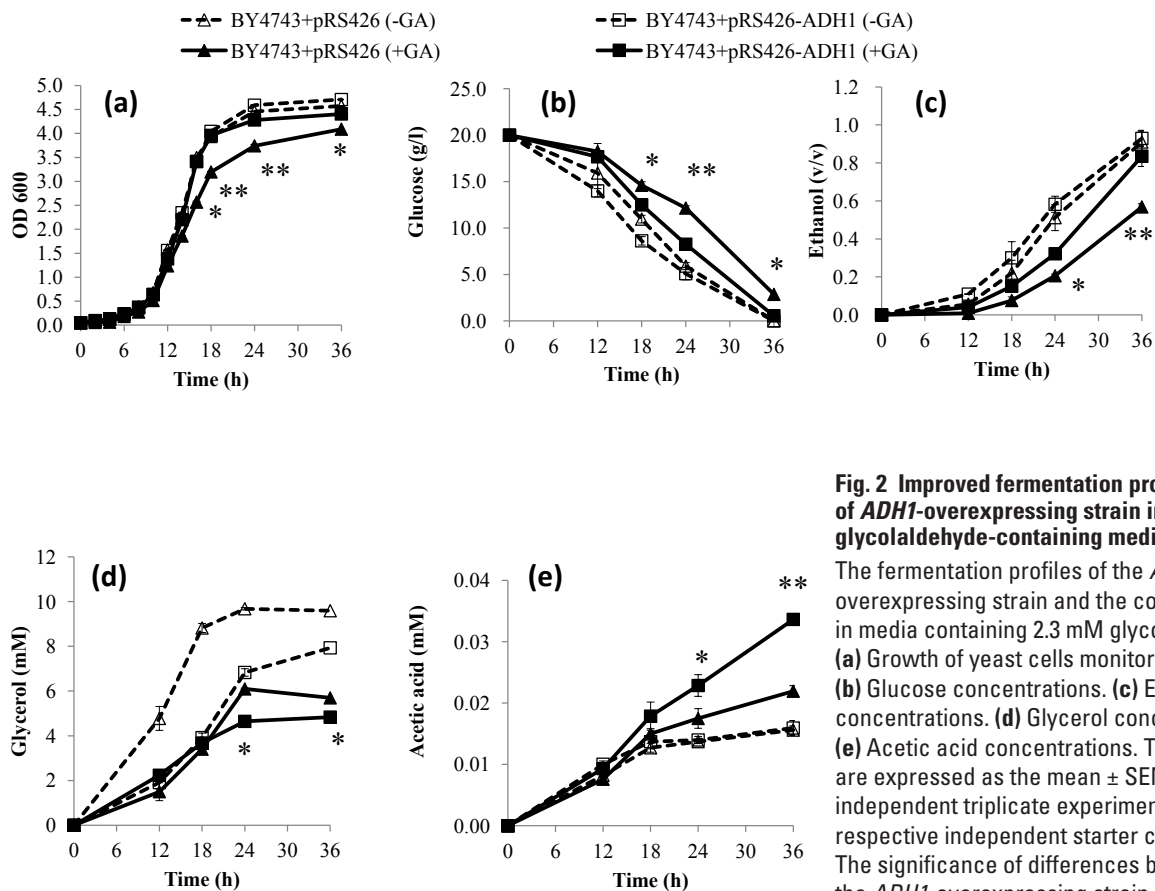 BY4743+pRS426 (-GA)
BY4743+pRS426-ADH1 (-GA)
BY4743+pRS426 (+GA)
BY4743+pRS426-ADH1 (+GA)
(a)
OD 600
5.0
4.5
4.0
3.5
3.0
2.5
2.0
1.5
1.0
0.5
0.0
* ** ** *
0 6 12 18 24 30 36
Time (h)
(b)
Glucose (g/l)
25.0
20.0
15.0
10.0
5.0
0.0
* ** *
0 6 12 18 24 30 36
Time (h)
(c)
Ethanol (v/v)
1.2
1.0
0.8
0.6
0.4
0.2
0.0
* **
0 6 12 18 24 30 36
Time (h)
(d)
Glycerol (mM)
12
10
8
6
4
2
0
* *
0 6 12 18 24 30 36
Time (h)
(e)
Acetic acid (mM)
0.04
0.03
0.02
0.01
0.00
* **
0 6 12 18 24 30 36
Time (h)
Fig. 2 Improved fermentation pro
of ADH1-overexpressing strain i
glycolaldehyde-containing medi
The fermentation profiles of the
overexpressing strain and the co
in media containing 2.3 mM glyco
(a) Growth of yeast cells monitor
(b) Glucose concentrations. (c) E
concentrations. (d) Glycerol conc
(e) Acetic acid concentrations. T
are expressed as the mean ± SEM
independent triplicate experimen
respective independent starter c
The significance of differences b
the ADH1-overexpressing strain